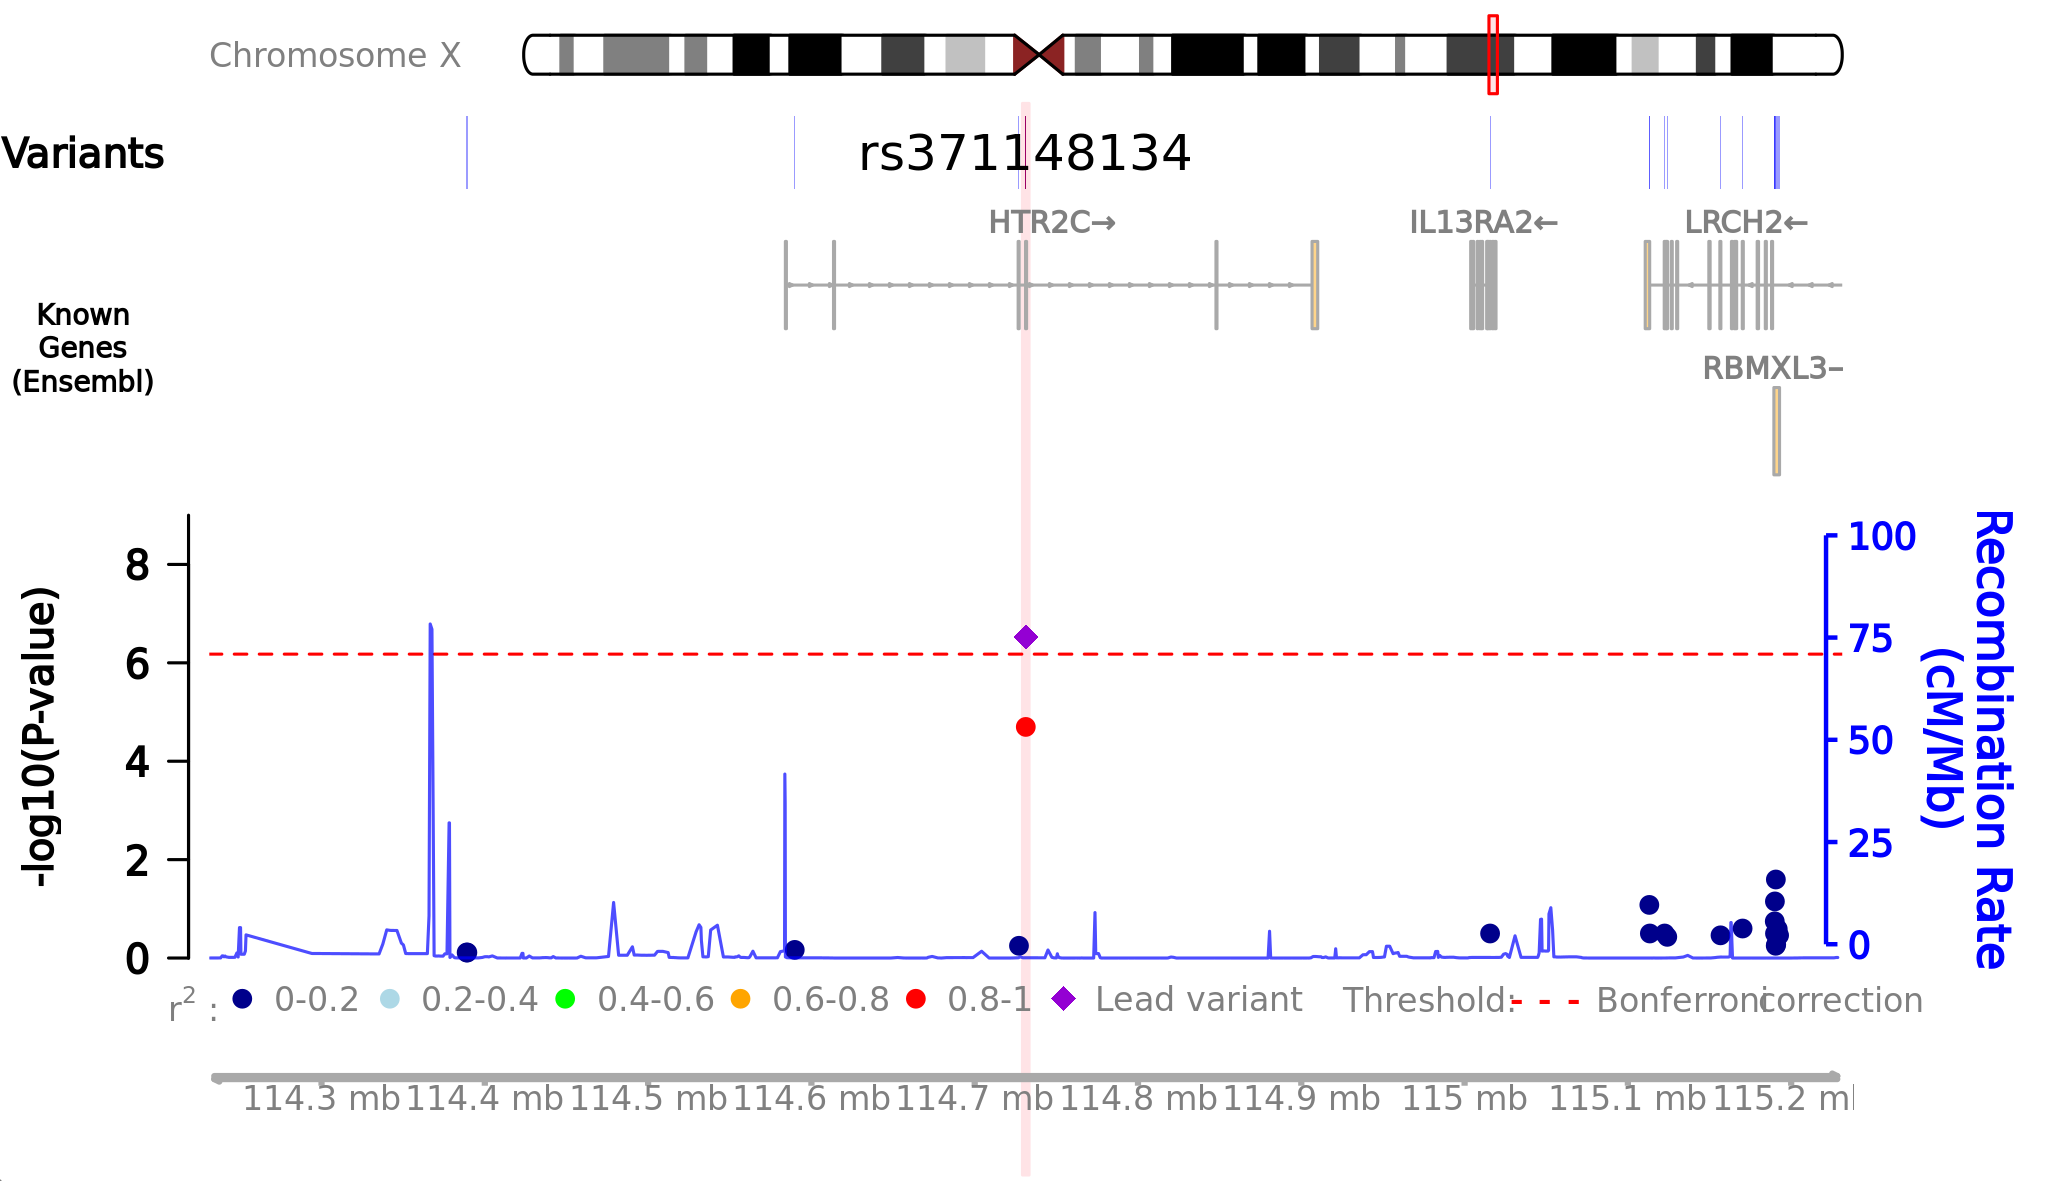 Chromosome X
Variants
rs371148134
HTR2C→ IL13RA2← LRCH2←
Known
Genes
(Ensembl)
RBMXL3–
-log10(P-value)
8
6
4
2
0
100
75
50
25
0
Recombination Rate
(cM/Mb)
r² : 0-0.2 0.2-0.4 0.4-0.6 0.6-0.8 0.8-1 Lead variant Threshold: Bonferroni correction
114.3 mb 114.4 mb 114.5 mb 114.6 mb 114.7 mb 114.8 mb 114.9 mb 115 mb 115.1 mb 115.2 m